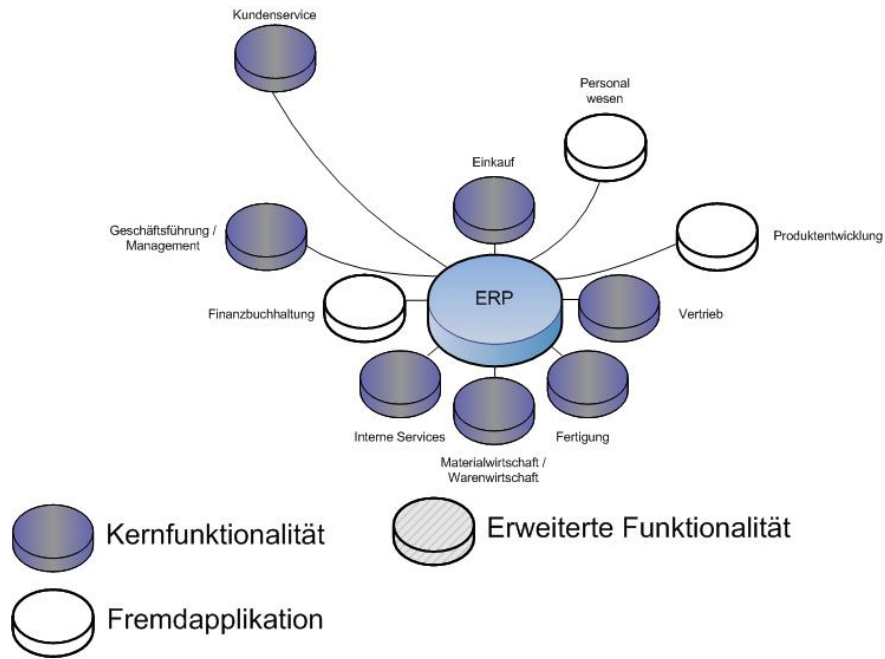 Kundenservice
Personal
wesen
Einkauf
Geschäftsführung /
Management
Produktentwicklung
ERP
Finanzbuchhaltung
Vertrieb
Interne Services
Fertigung
Materialwirtschaft /
Warenwirtschaft
Kernfunktionalität
Erweiterte Funktionalität
Fremdapplikation